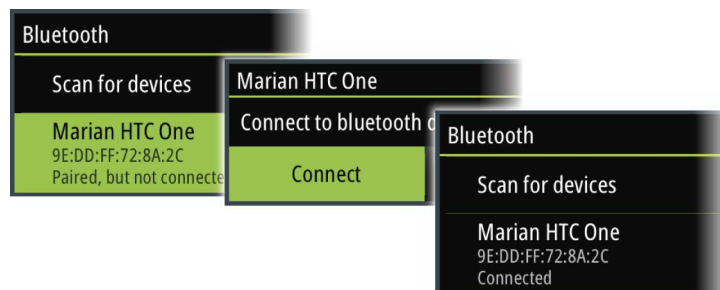 Bluetooth
Scan for devices
Marian HTC One
9E:DD:FF:72:8A:2C
Paired, but not connecte
Marian HTC One
Connect to bluetooth d
Connect
Bluetooth
Scan for devices
Marian HTC One
9E:DD:FF:72:8A:2C
Connected